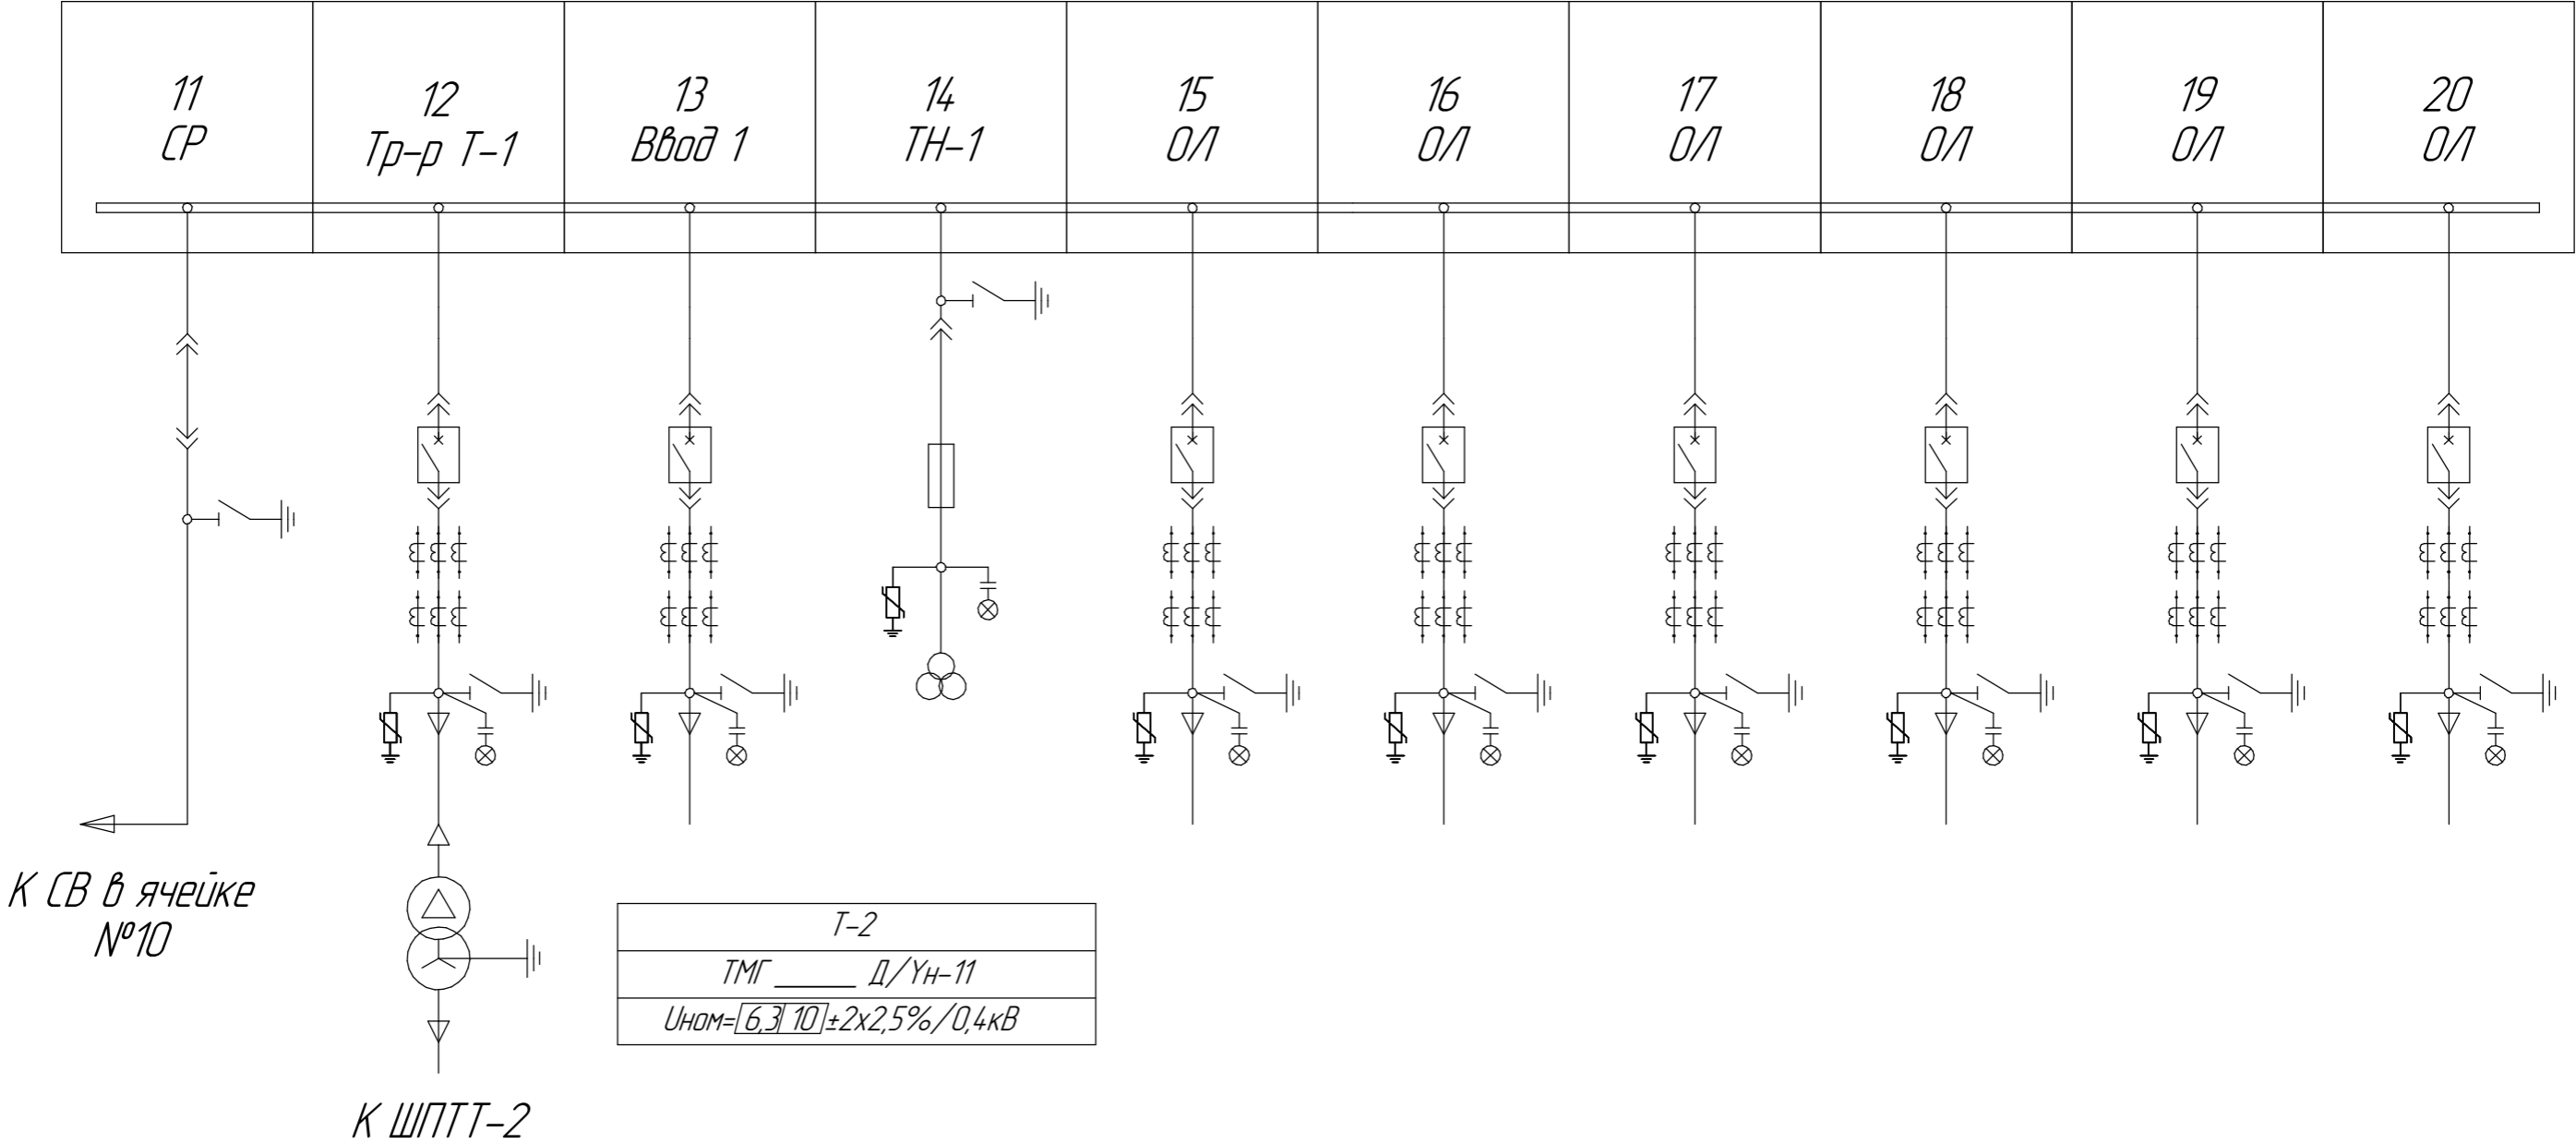 11
СР
12
Тр-р Т-1
13
Ввод 1
14
ТН-1
15
ОЛ
16
ОЛ
17
ОЛ
18
ОЛ
19
ОЛ
20
ОЛ
К СВ в ячейке
№10
Т-2
ТМГ ______ Д/Yн-11
Uном=6,3 10±2х2,5%/0,4кВ
К ШПТТ-2